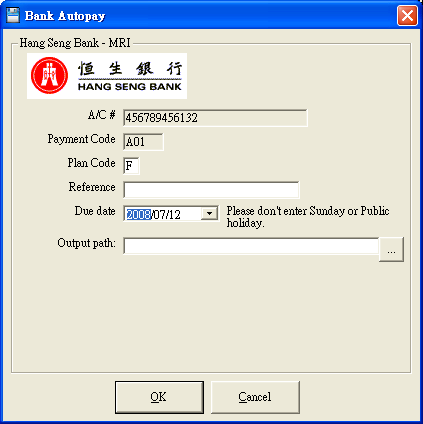 Bank Autopay
Hang Seng Bank - MRI
恒生銀行
HANG SENG BANK
A/C # 456789456132
Payment Code A01
Plan Code F
Reference
Due date 2008/07/12 Please don't enter Sunday or Public
holiday.
Output path: ...
OK Cancel